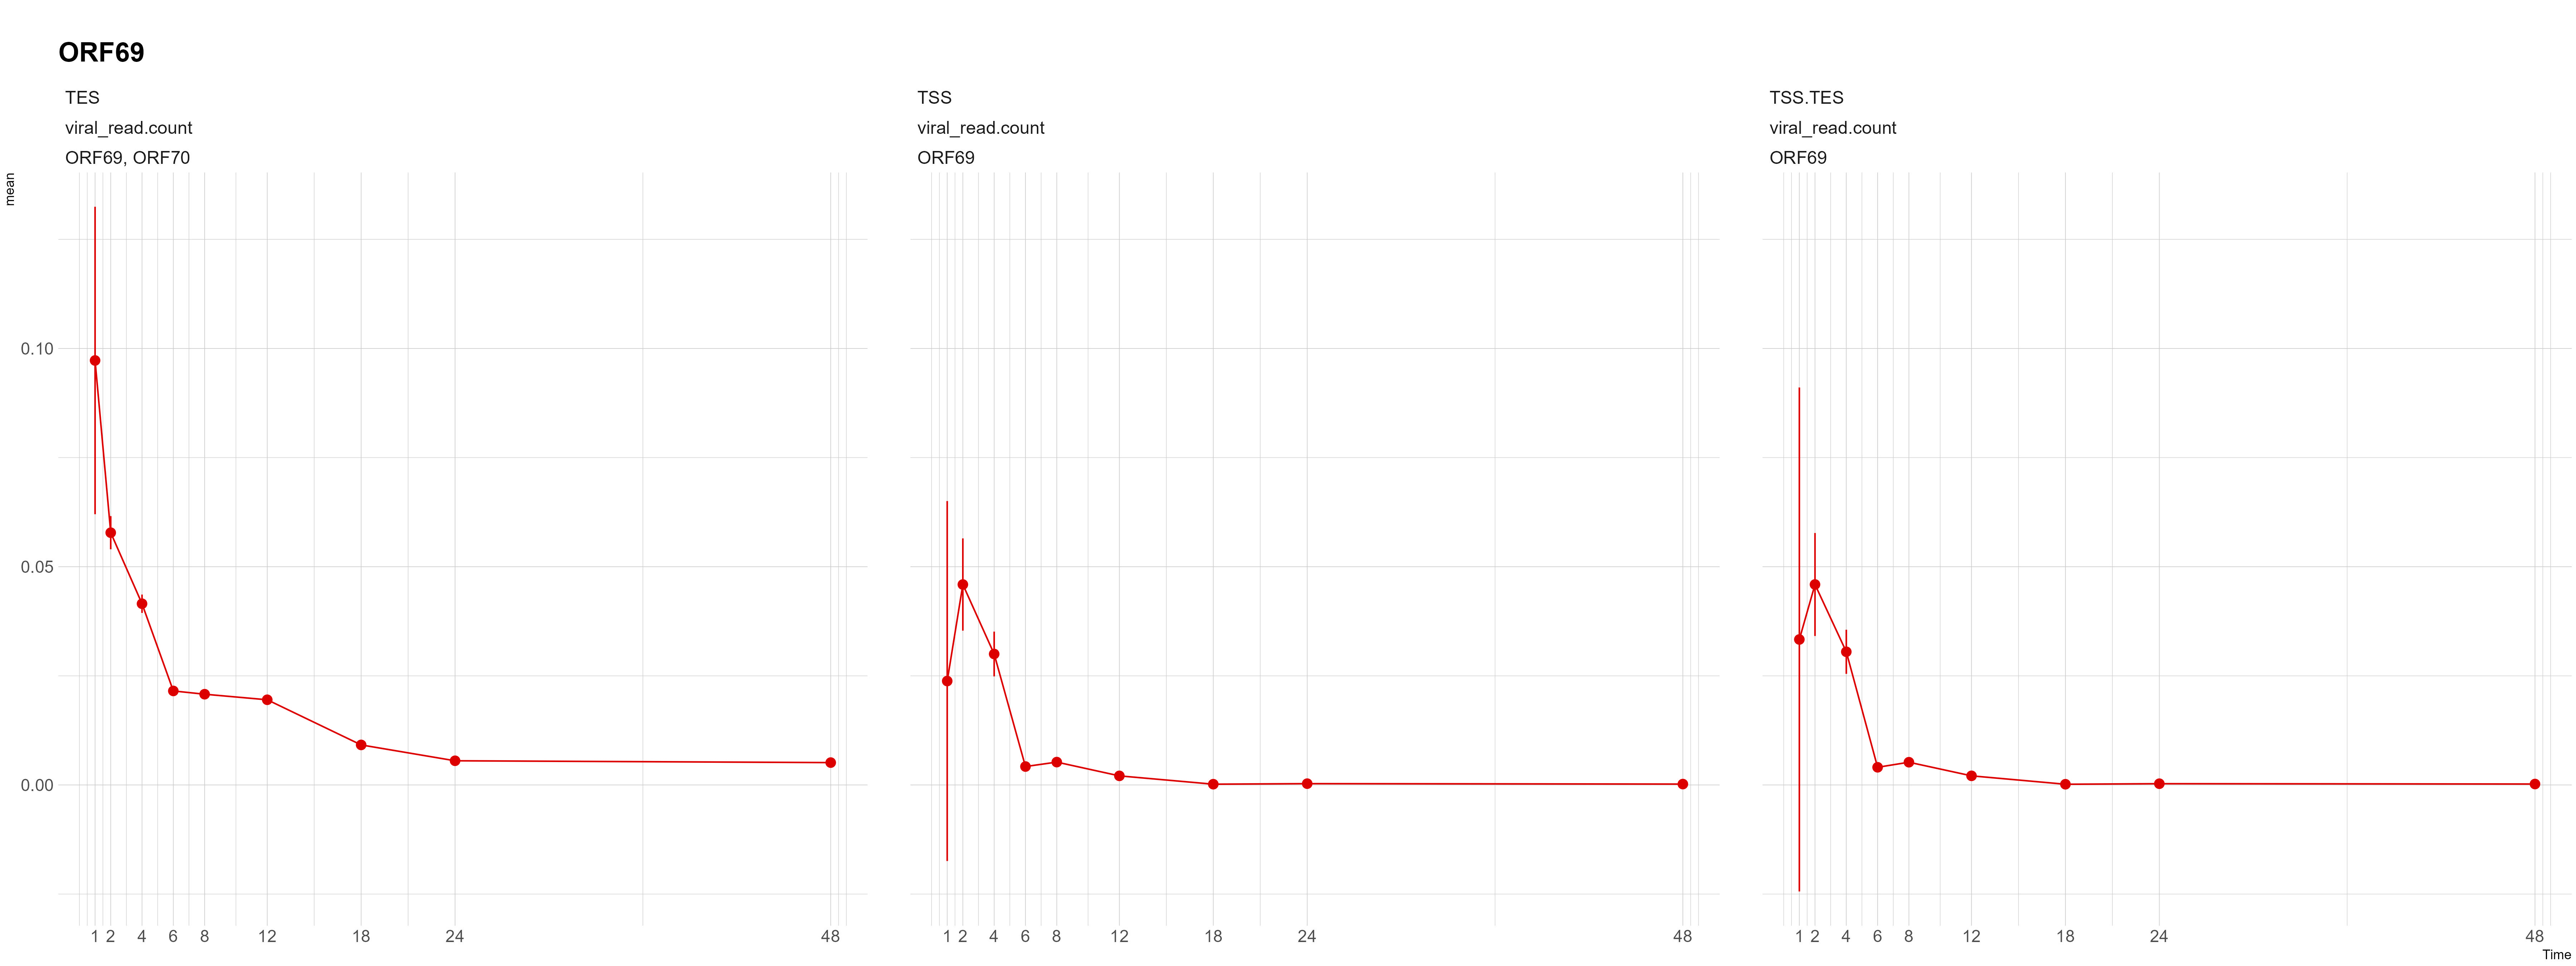 ORF69
TES
viral_read.count
ORF69, ORF70
TSS
viral_read.count
ORF69
TSS.TES
viral_read.count
ORF69
mean
0.10
0.05
0.00
1 2 4 6 8 12 18 24 48
1 2 4 6 8 12 18 24 48
1 2 4 6 8 12 18 24 48
Time